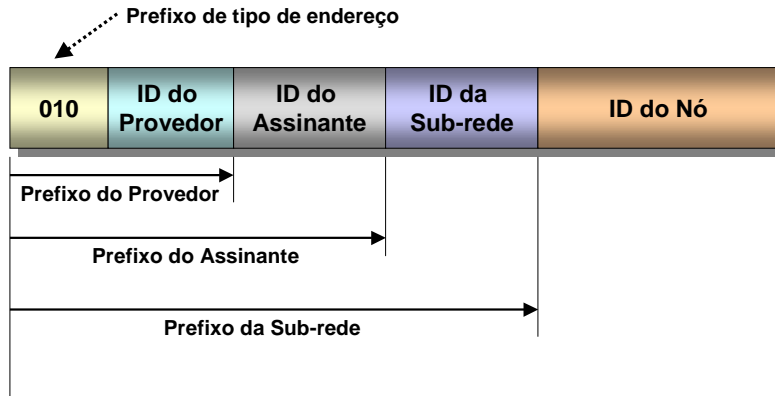 Prefixo de tipo de endereço
010
ID do
Provedor
ID do
Assinante
ID da
Sub-rede
ID do Nó
Prefixo do Provedor
Prefixo do Assinante
Prefixo da Sub-rede